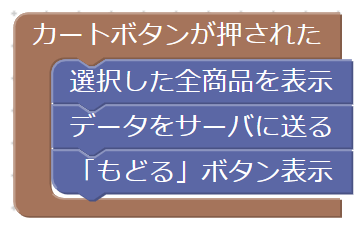 カートボタンが押された
選択した全商品を表示
データをサーバに送る
「もどる」ボタン表示